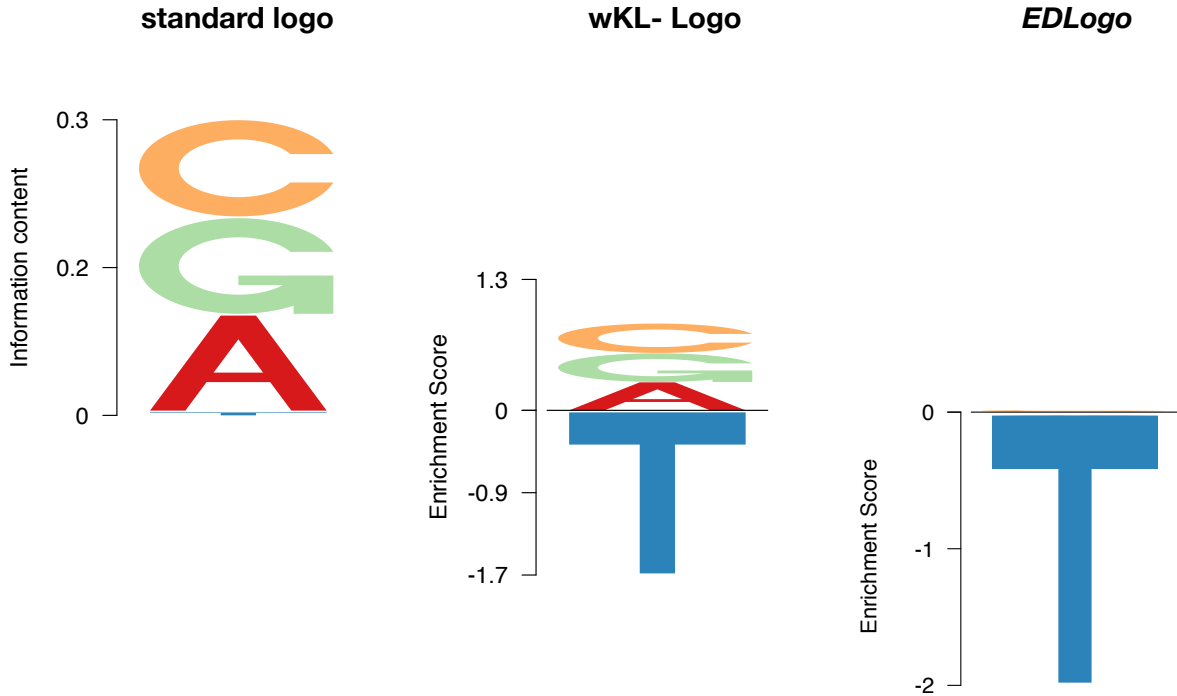 standard logo
Information content
0.3
0.2
0
C
G
A
T
wKL- Logo
Enrichment Score
1.3
0
-0.9
-1.7
C
G
A
T
EDLogo
Enrichment Score
0
-1
-2
T